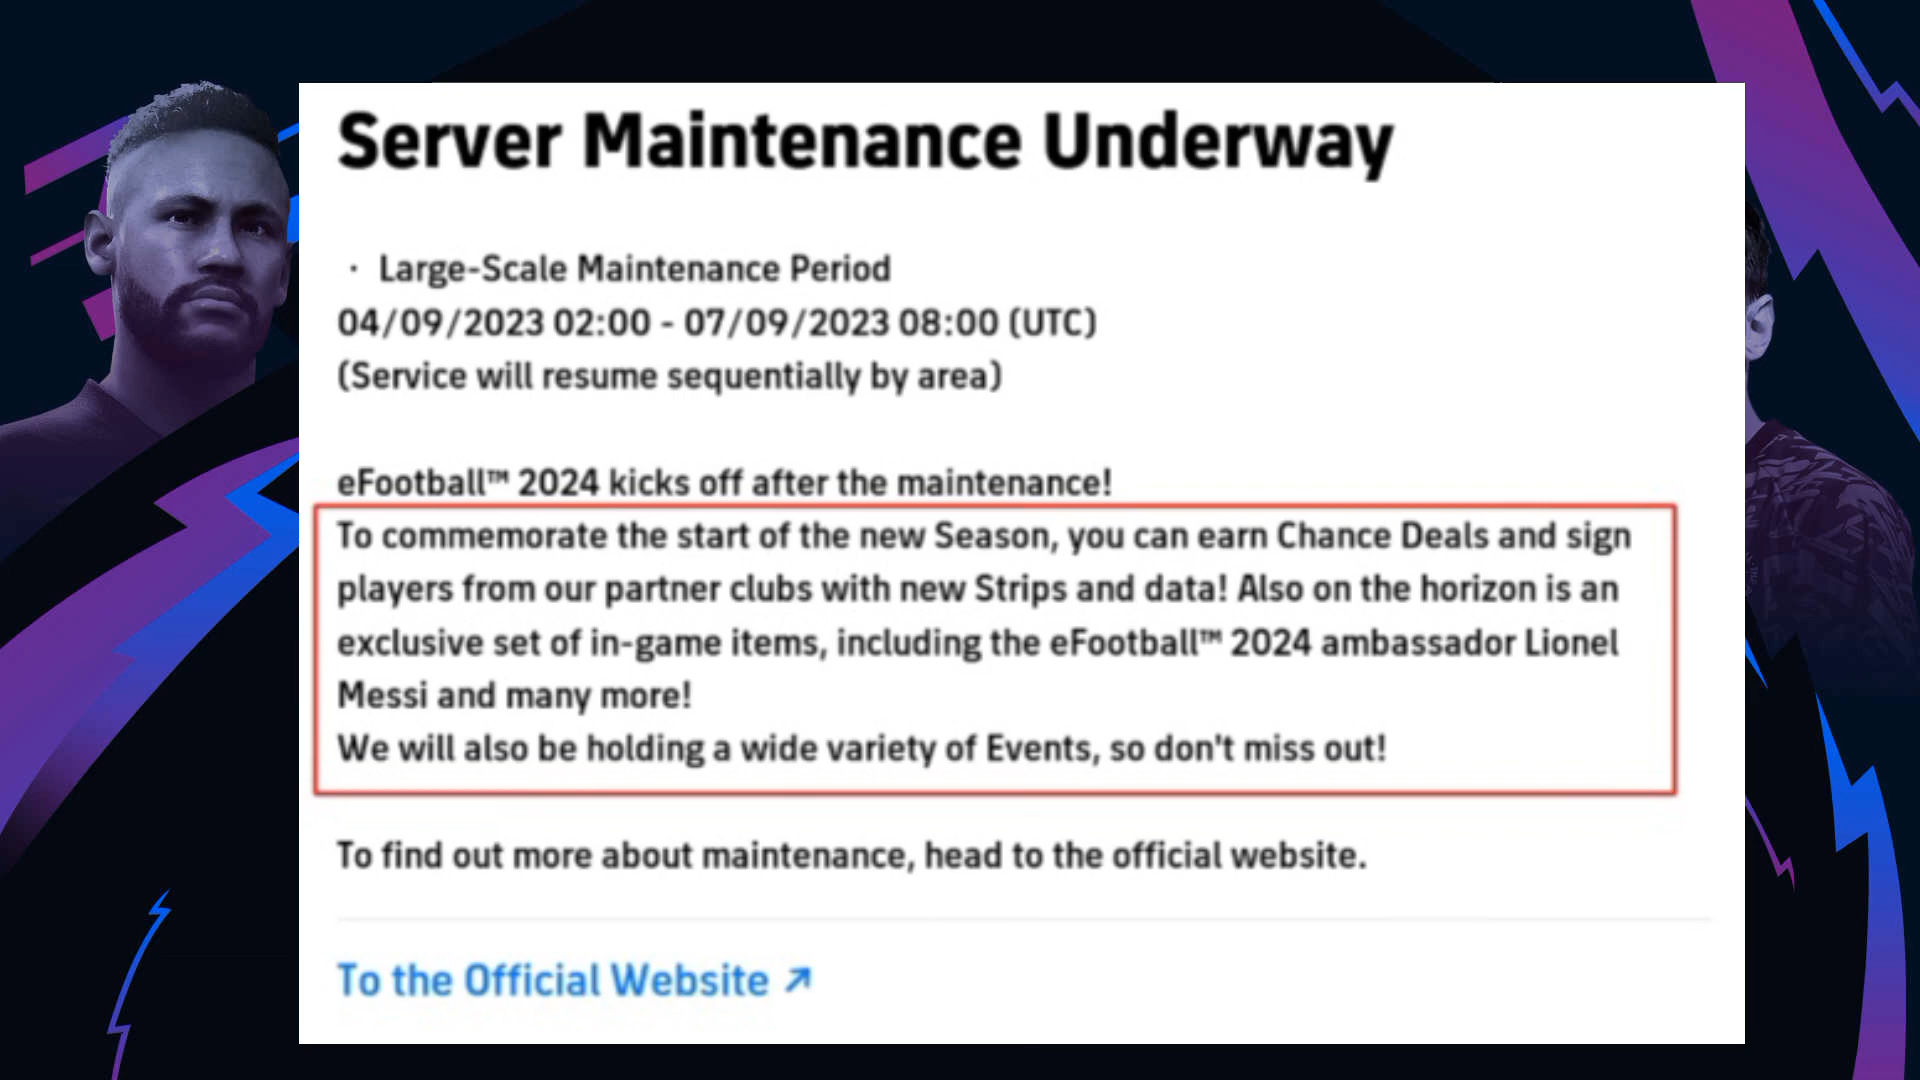 Server Maintenance Underway
· Large-Scale Maintenance Period
04/09/2023 02:00 - 07/09/2023 08:00 (UTC)
(Service will resume sequentially by area)
eFootball™ 2024 kicks off after the maintenance!
To commemorate the start of the new Season, you can earn Chance Deals and sign
players from our partner clubs with new Strips and data! Also on the horizon is an
exclusive set of in-game items, including the eFootball™ 2024 ambassador Lionel
Messi and many more!
We will also be holding a wide variety of Events, so don't miss out!
To find out more about maintenance, head to the official website.
To the Official Website ↗